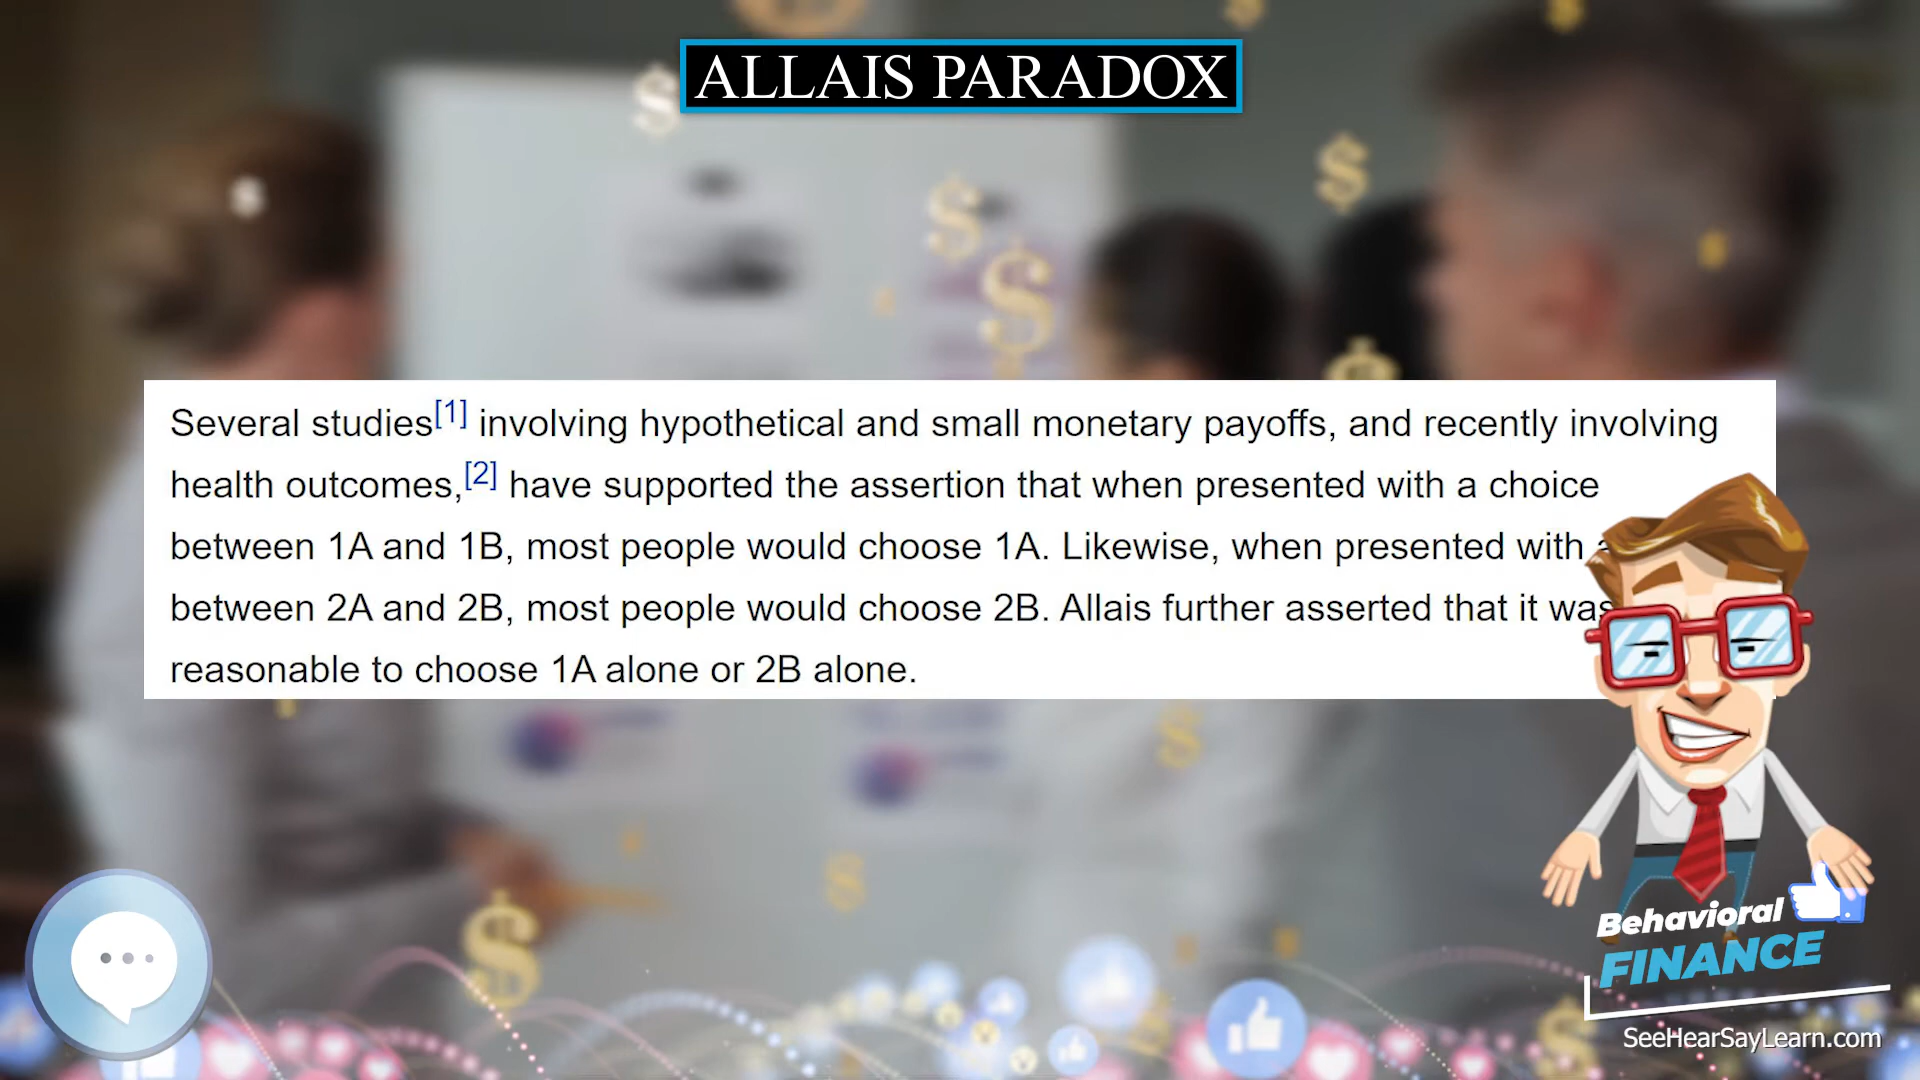 ALLAIS PARADOX
Several studies[1] involving hypothetical and small monetary payoffs, and recently involving
health outcomes,[2] have supported the assertion that when presented with a choice
between 1A and 1B, most people would choose 1A. Likewise, when presented with
between 2A and 2B, most people would choose 2B. Allais further asserted that it was
reasonable to choose 1A alone or 2B alone.
Behavioral
FINANCE
SeeHearSayLearn.com